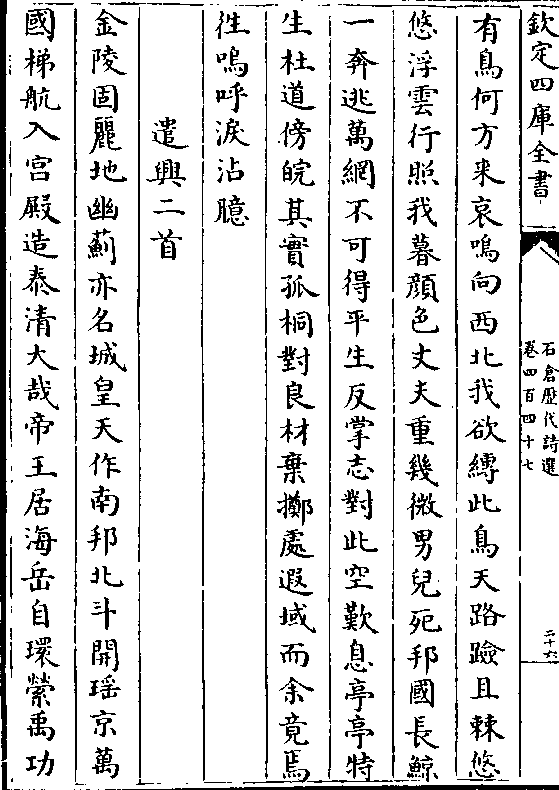 欽定四庫全書
石倉歷代詩選
卷四百四十七
二十六
有鳥何方來哀鳴向西北我欲縛此鳥天路險且棘悠
悠浮雲行照我暮顏色丈夫重幾微男兒死邦國長鯨
一奔逃萬網不可得平生反掌志對此空歎息亭亭特
生杜道傍皖其實孤桐對良材棄擲處遐域而余竟焉
往嗚呼淚沾臆
遣興二首
金陵固麗地幽薊亦名城皇天作南邦北斗開瑶京萬
國梯航入宫殿造泰清大哉帝王居海岳自環縈禹功